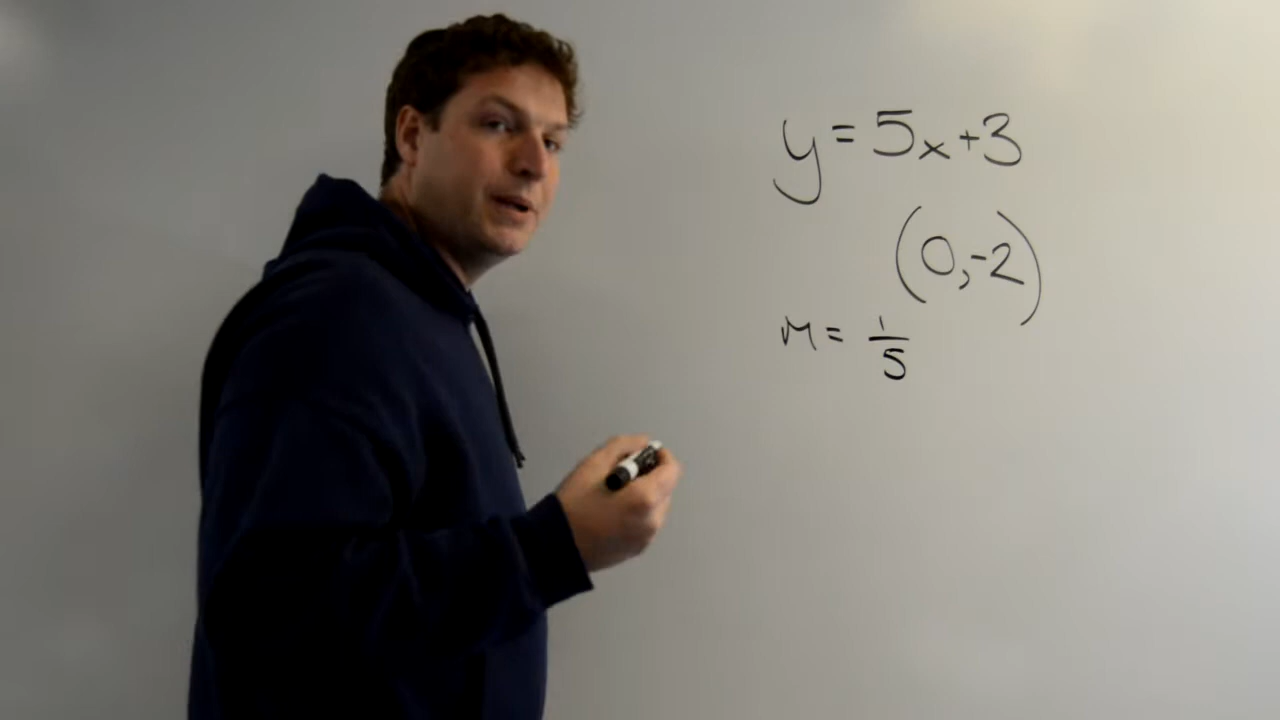 y = 5x + 3
(0, -2)
m = 1/5